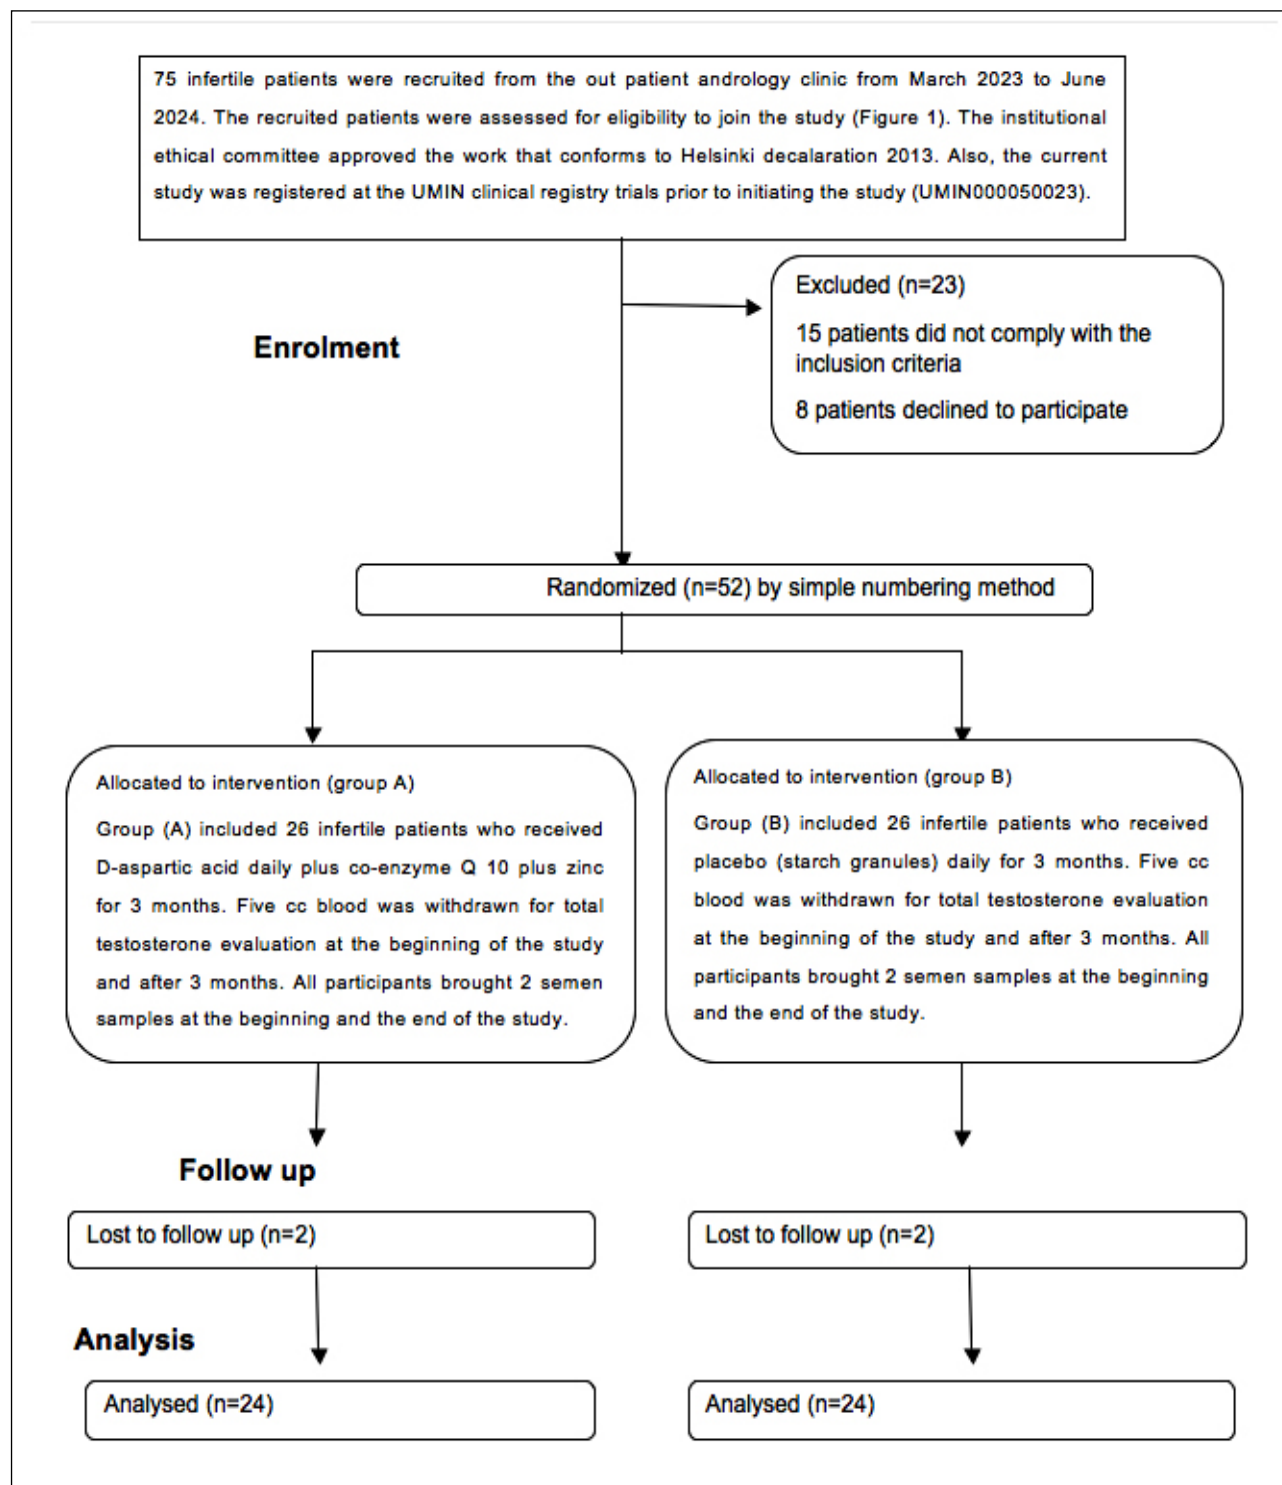 75 infertile patients were recruited from the out patient andrology clinic from March 2023 to June
2024. The recruited patients were assessed for eligibility to join the study (Figure 1). The institutional
ethical committee approved the work that conforms to Helsinki decalaration 2013. Also, the current
study was registered at the UMIN clinical registry trials prior to initiating the study (UMIN000050023).
Excluded (n=23)
15 patients did not comply with the
inclusion criteria
8 patients declined to participate
Enrolment
Randomized (n=52) by simple numbering method
Allocated to intervention (group A)
Group (A) included 26 infertile patients who received
D-aspartic acid daily plus co-enzyme Q 10 plus zinc
for 3 months. Five cc blood was withdrawn for total
testosterone evaluation at the beginning of the study
and after 3 months. All participants brought 2 semen
samples at the beginning and the end of the study.
Allocated to intervention (group B)
Group (B) included 26 infertile patients who received
placebo (starch granules) daily for 3 months. Five cc
blood was withdrawn for total testosterone evaluation
at the beginning of the study and after 3 months. All
participants brought 2 semen samples at the beginning
and the end of the study.
Follow up
Lost to follow up (n=2)
Lost to follow up (n=2)
Analysis
Analysed (n=24)
Analysed (n=24)